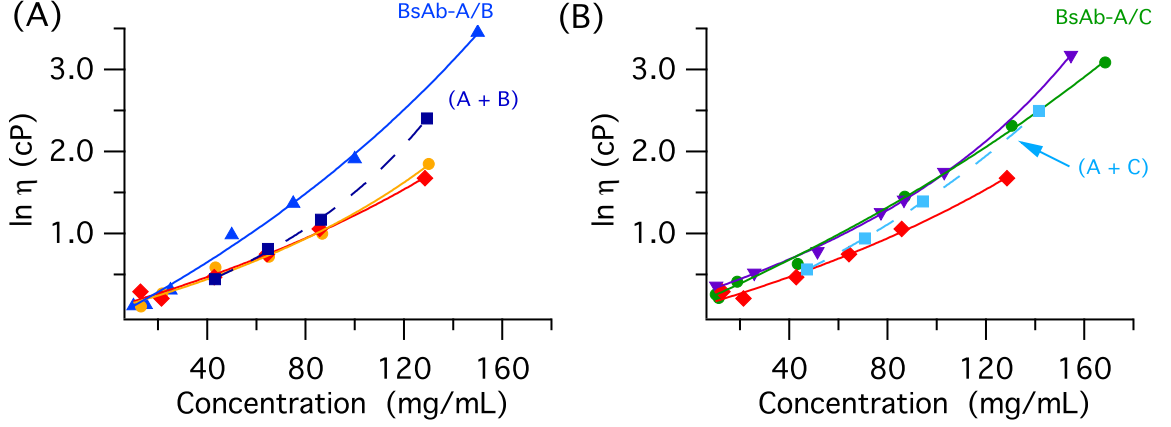 (A)
BsAb-A/B
(A + B)
3.0
2.0
1.0
ln η (cP)
40
80
120
160
Concentration (mg/mL)
(B)
BsAb-A/C
(A + C)
3.0
2.0
1.0
ln η (cP)
40
80
120
160
Concentration (mg/mL)